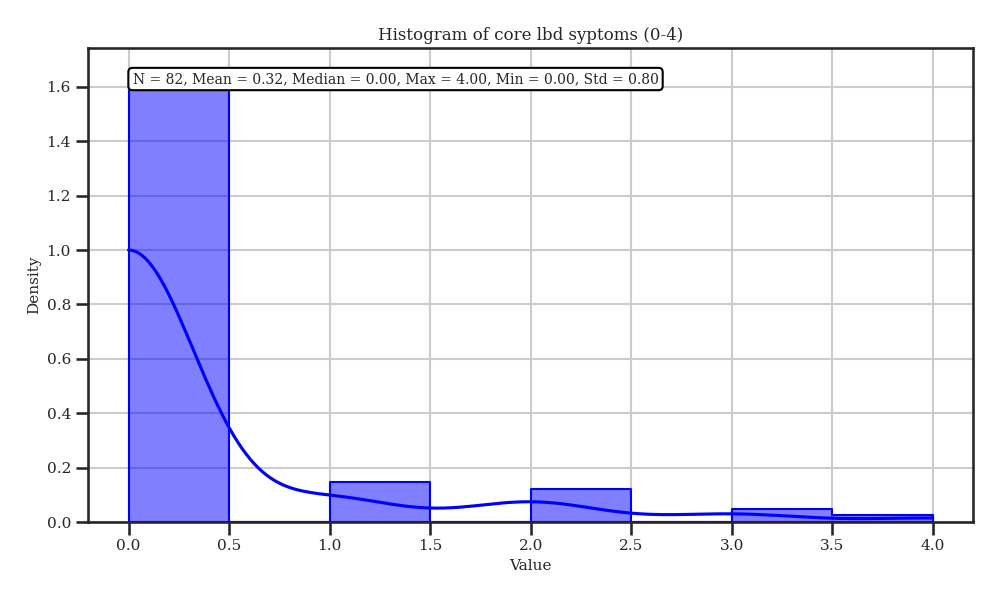 Histogram of core lbd syptoms (0-4)
N = 82, Mean = 0.32, Median = 0.00, Max = 4.00, Min = 0.00, Std = 0.80
1.6
1.4
1.2
1.0
0.8
0.6
0.4
0.2
0.0
Density
0.0 0.5 1.0 1.5 2.0 2.5 3.0 3.5 4.0
Value